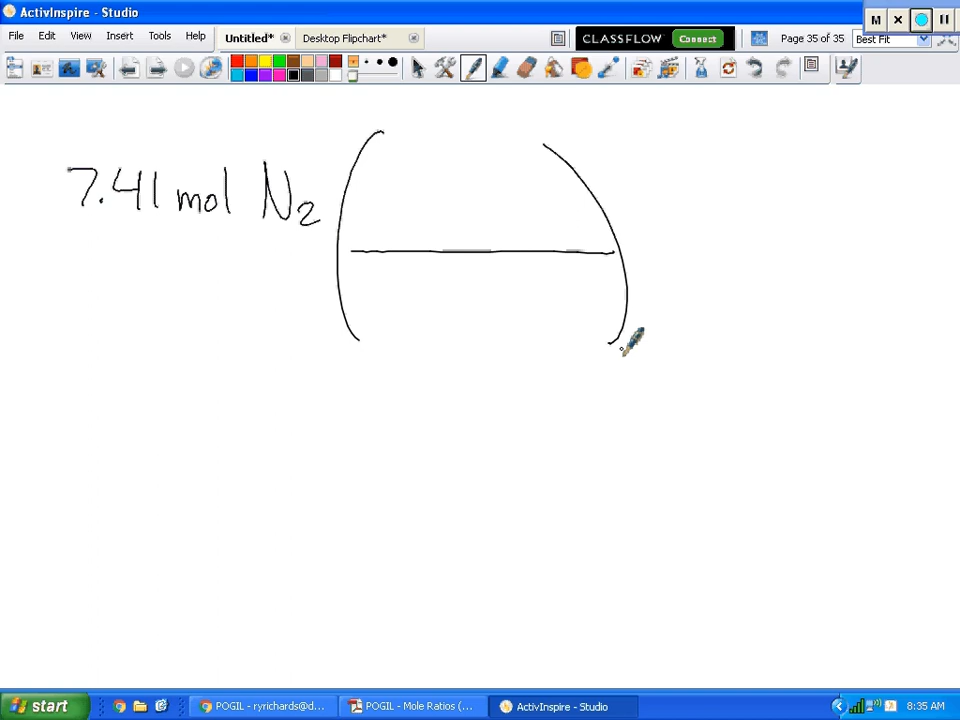 ActivInspire - Studio
M
File Edit View Insert Tools Help
Untitled* Desktop Flipchart*
CLASSFLOW Connect
Page 35 of 35 Best Fit
7.41 mol N₂
start
POGIL - ryrichards@d...
POGIL - Mole Ratios (...
ActivInspire - Studio
8:35 AM